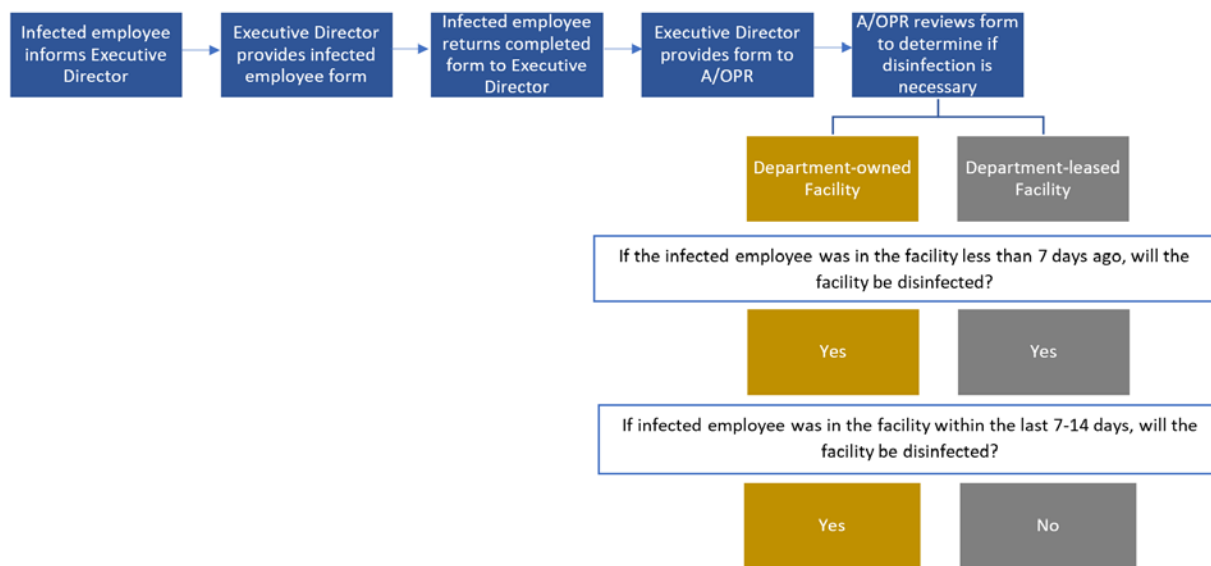 Infected employee
informs Executive
Director
Executive Director
provides infected
employee form
Infected employee
returns completed
form to Executive
Director
Executive Director
provides form to
A/OPR
A/OPR reviews form
to determine if
disinfection is
necessary
Department-owned
Facility
Department-leased
Facility
If the infected employee was in the facility less than 7 days ago, will the
facility be disinfected?
Yes
Yes
If infected employee was in the facility within the last 7-14 days, will the
facility be disinfected?
Yes
No